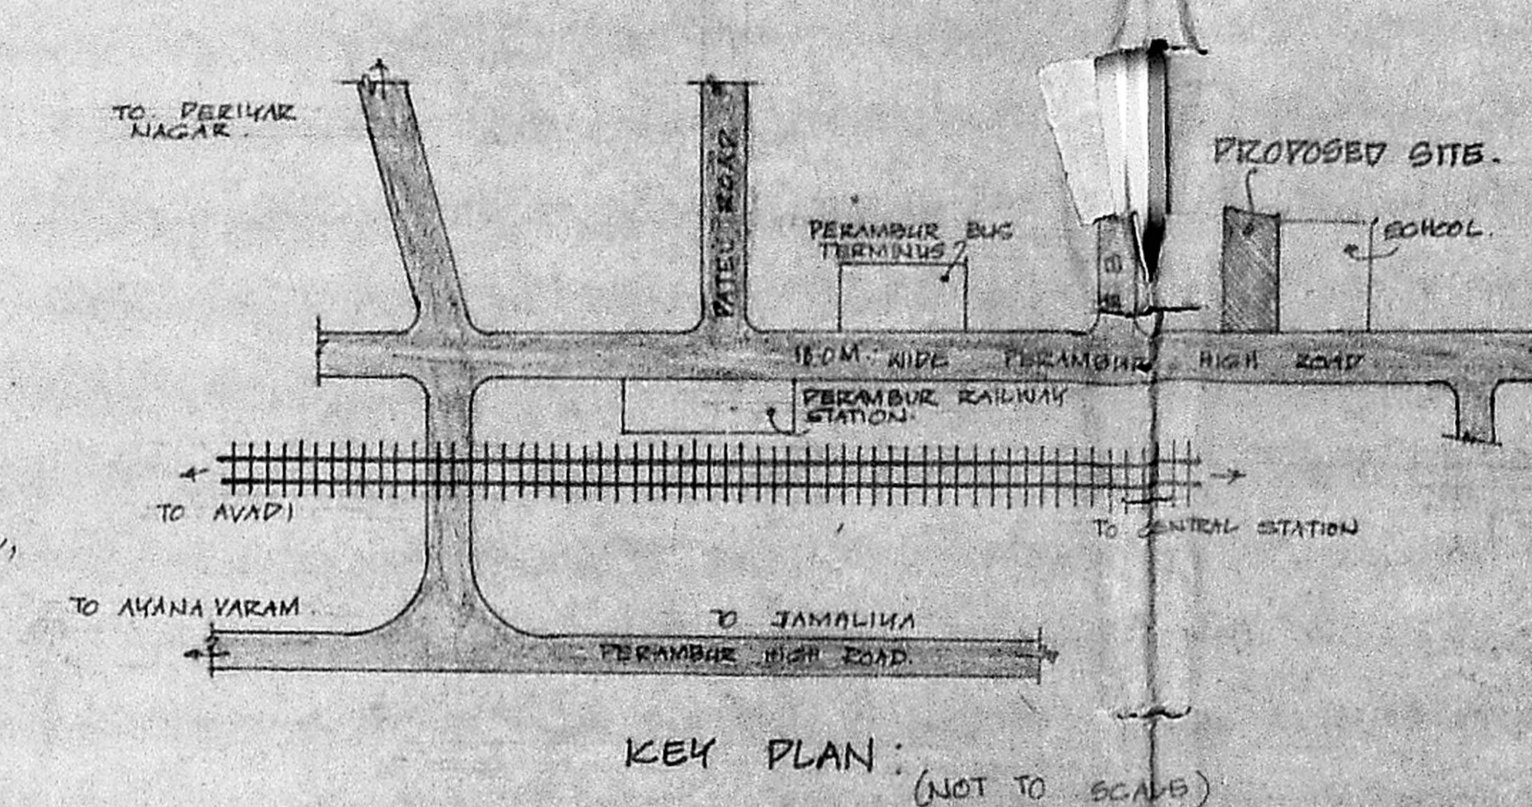 TO PERIYAR
NAGAR.
PATEL ROAD
PROPOSED SITE.
PERAMBUR BUS
TERMINUS
SCHOOL.
18.0M. WIDE PERAMBUR HIGH ROAD
PERAMBUR RAILWAY
STATION.
TO AVADI
TO CENTRAL STATION
TO AYANAVARAM.
TO JAMALIYA
PERAMBUR HIGH ROAD.
KEY PLAN:
(NOT TO SCALE)